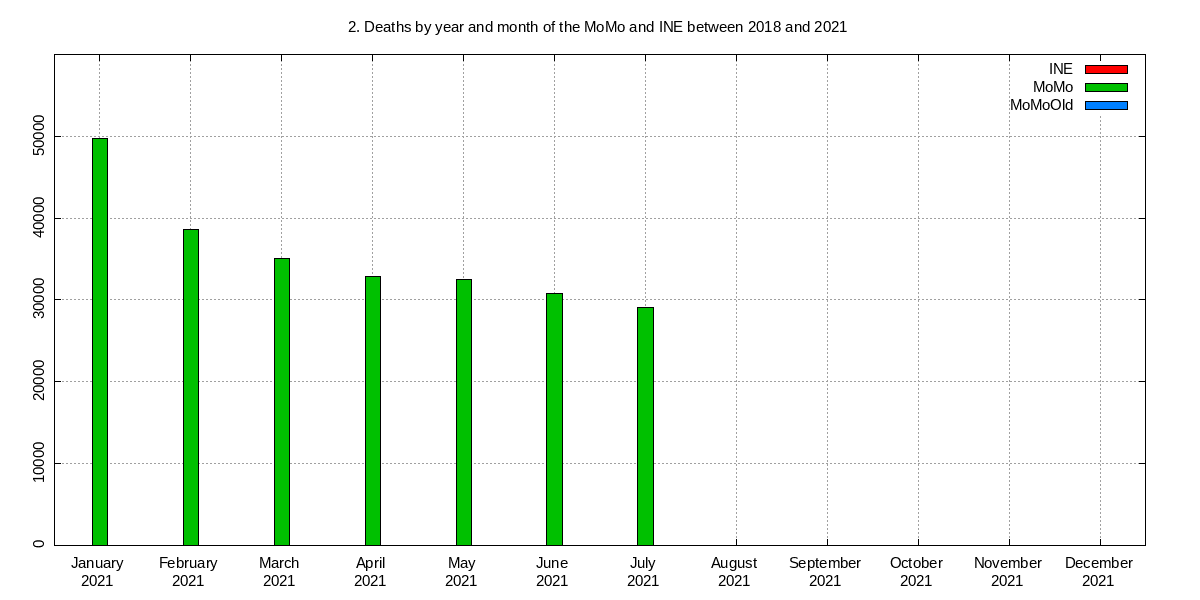 2. Deaths by year and month of the MoMo and INE between 2018 and 2021
INE
MoMo
MoMoOld
50000
40000
30000
20000
10000
0
January February March April May June July August September October November December
2021 2021 2021 2021 2021 2021 2021 2021 2021 2021 2021 2021